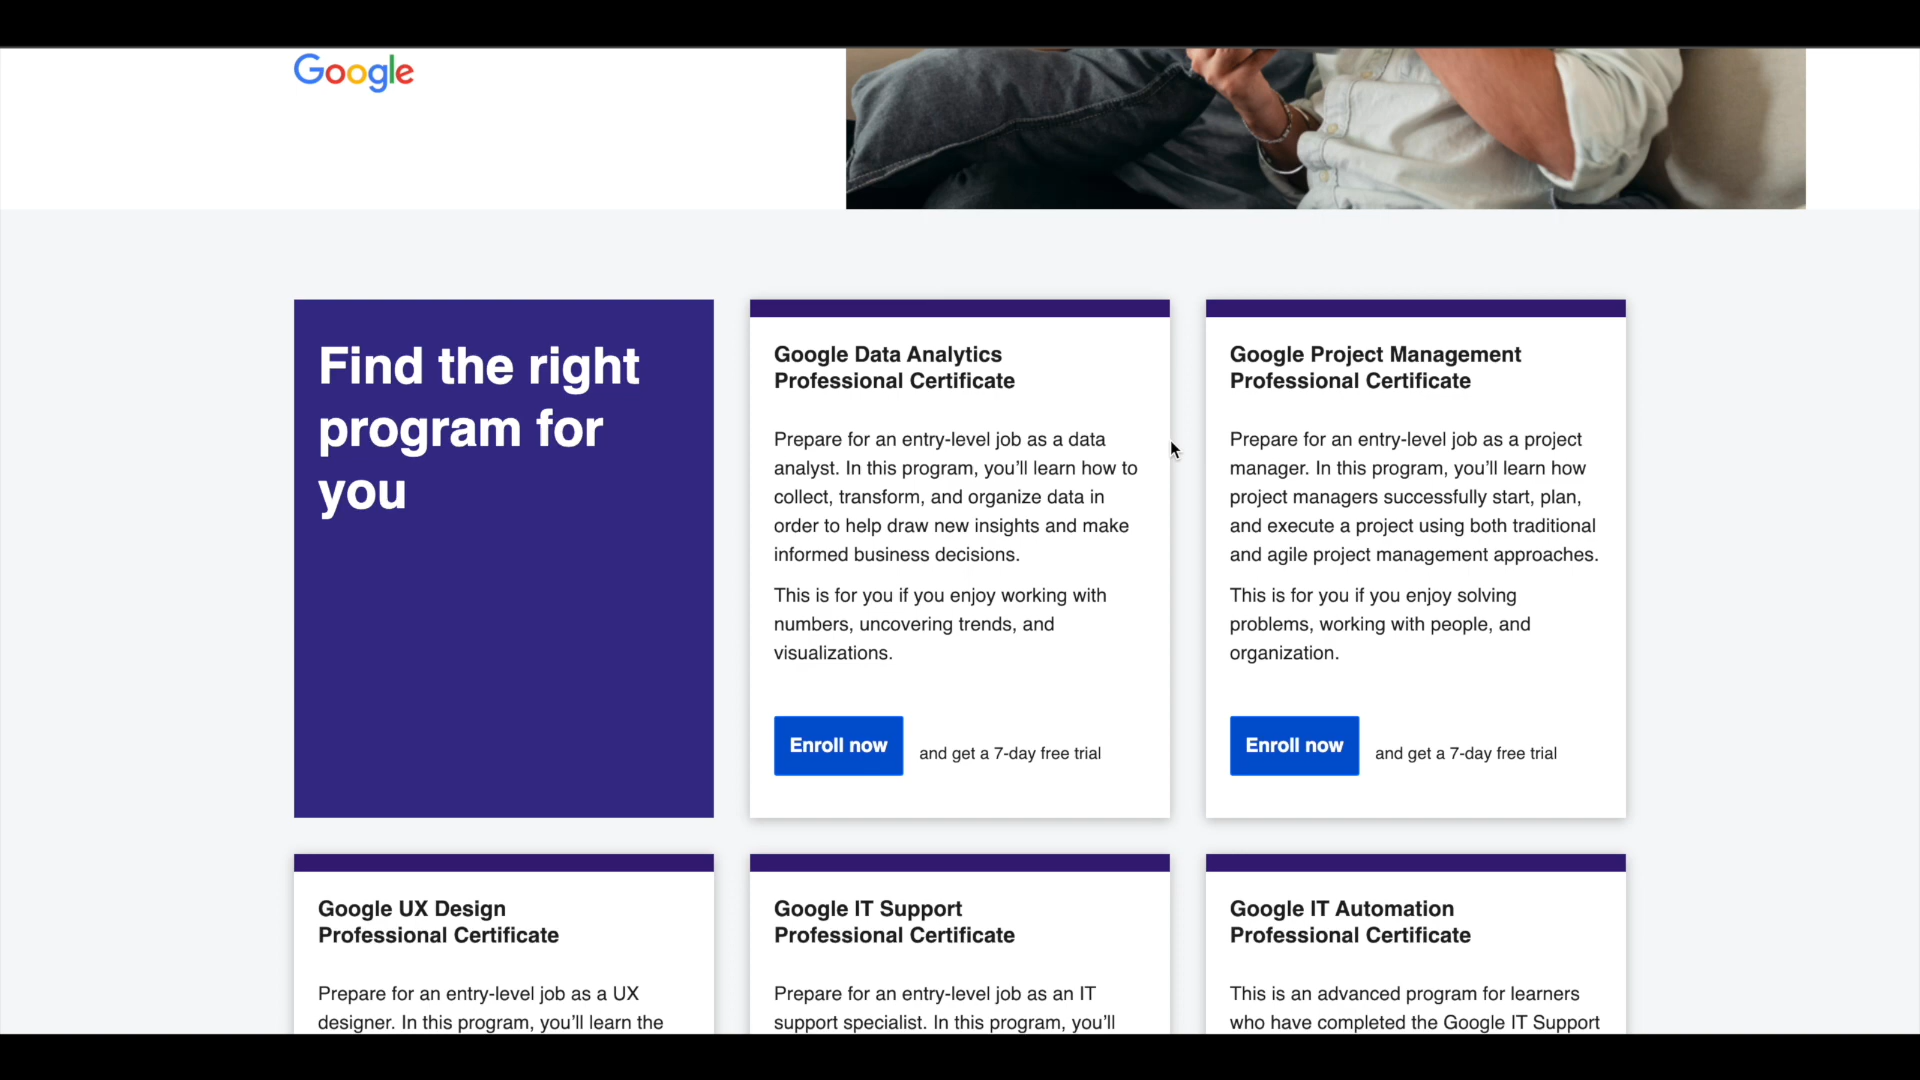 Google
Find the right
program for
you
Google Data Analytics
Professional Certificate
Prepare for an entry-level job as a data
analyst. In this program, you’ll learn how to
collect, transform, and organize data in
order to help draw new insights and make
informed business decisions.
This is for you if you enjoy working with
numbers, uncovering trends, and
visualizations.
Enroll now and get a 7-day free trial
Google Project Management
Professional Certificate
Prepare for an entry-level job as a project
manager. In this program, you’ll learn how
project managers successfully start, plan,
and execute a project using both traditional
and agile project management approaches.
This is for you if you enjoy solving
problems, working with people, and
organization.
Enroll now and get a 7-day free trial
Google UX Design
Professional Certificate
Prepare for an entry-level job as a UX
designer. In this program, you’ll learn the
Google IT Support
Professional Certificate
Prepare for an entry-level job as an IT
support specialist. In this program, you’ll
Google IT Automation
Professional Certificate
This is an advanced program for learners
who have completed the Google IT Support